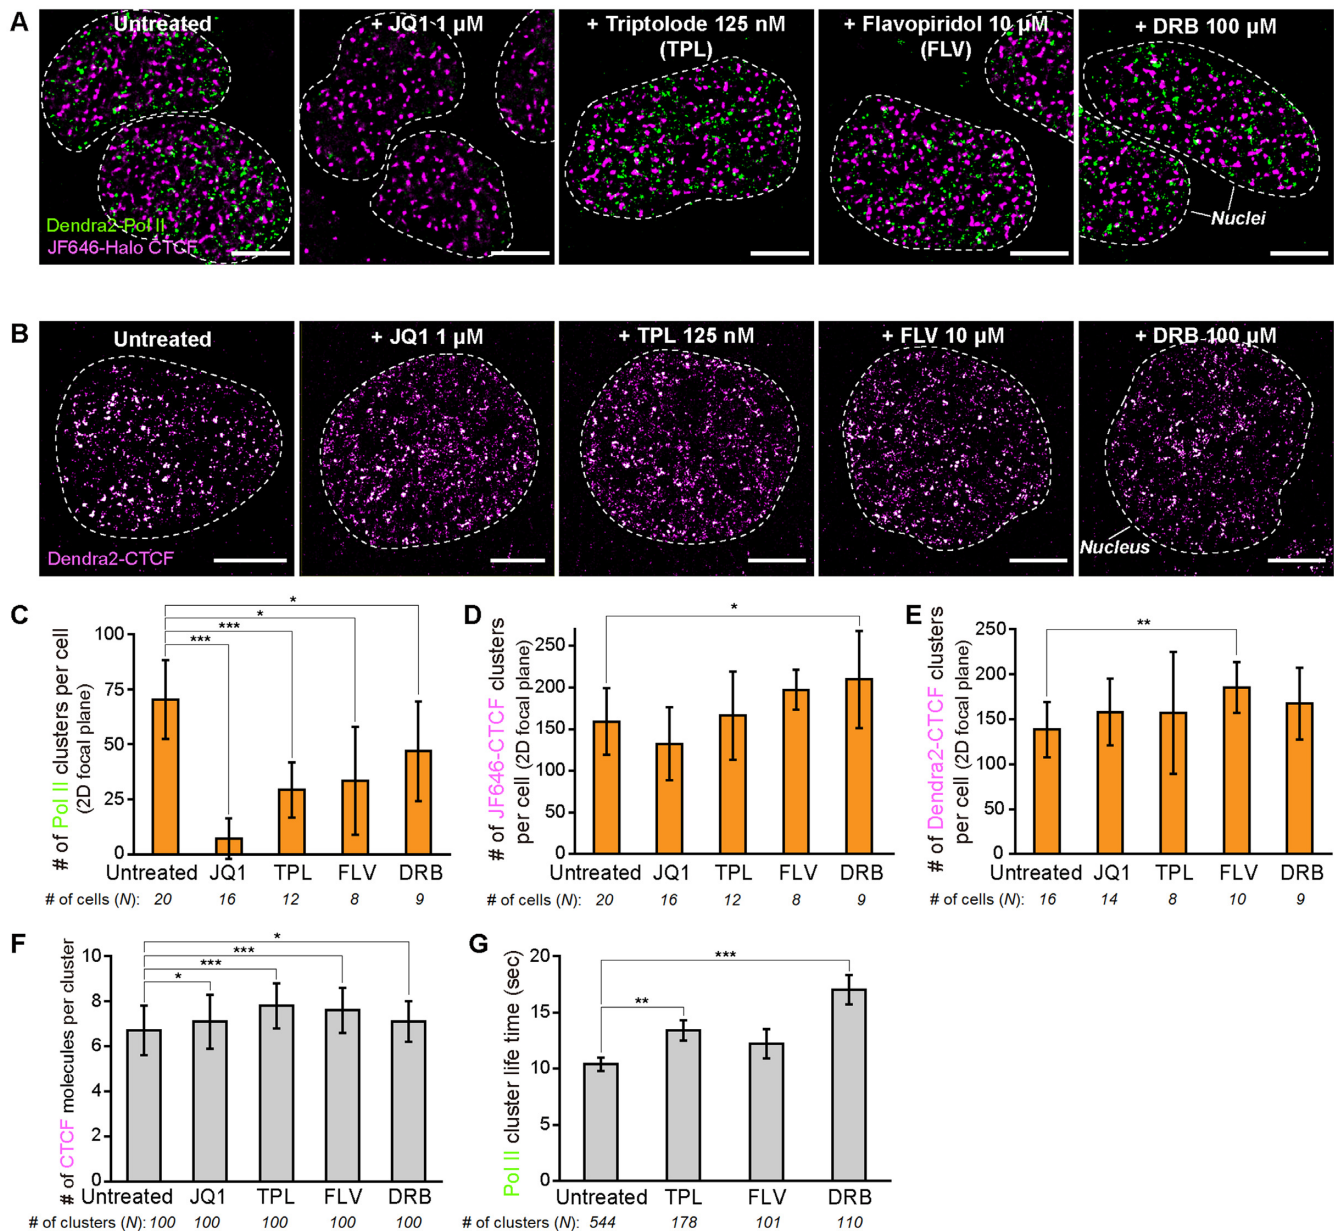 A
Untreated
+ JQ1 1 µM
+ Triptolode 125 nM
(TPL)
+ Flavopiridol 10 µM
(FLV)
+ DRB 100 µM
Dendra2-Pol II
JF646-Halo CTCF
Nuclei
B
Untreated
+ JQ1 1 µM
+ TPL 125 nM
+ FLV 10 µM
+ DRB 100 µM
Dendra2-CTCF
Nucleus
C
# of Pol II clusters per cell
(2D focal plane)
100
75
50
25
0
***
***
*
*
Untreated JQ1 TPL FLV DRB
# of cells (N): 20 16 12 8 9
D
# of JF646-CTCF clusters
per cell (2D focal plane)
250
200
150
100
50
0
*
Untreated JQ1 TPL FLV DRB
# of cells (N): 20 16 12 8 9
E
# of Dendra2-CTCF clusters
per cell (2D focal plane)
250
200
150
100
50
0
**
Untreated JQ1 TPL FLV DRB
# of cells (N): 16 14 8 10 9
F
# of CTCF molecules per cluster
10
8
6
4
2
0
*
***
***
*
Untreated JQ1 TPL FLV DRB
# of clusters (N): 100 100 100 100 100
G
Pol II cluster life time (sec)
20
15
10
5
0
**
***
Untreated TPL FLV DRB
# of clusters (N): 544 178 101 110